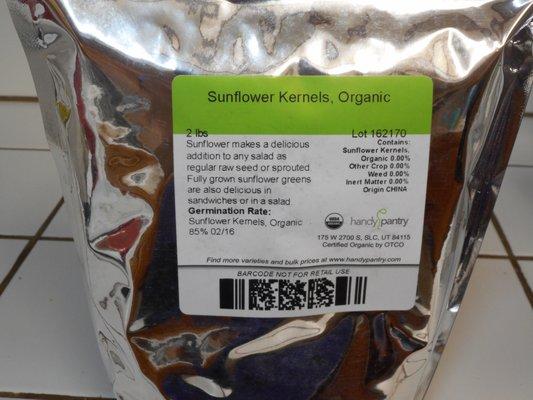 Sunflower Kernels, Organic
2 lbs
Lot 162170
Sunflower makes a delicious
addition to any salad as
regular raw seed or sprouted.
Fully grown sunflower greens
are also delicious in
sandwiches or in a salad.
Germination Rate:
Sunflower Kernels, Organic
85% 02/16
Contains:
Sunflower Kernels,
Organic 0.00%
Other Crop 0.00%
Weed 0.00%
Inert Matter 0.00%
Origin CHINA
USDA
ORGANIC
handy pantry
175 W 2700 S, SLC, UT 84115
Certified Organic by OTCO
Find more varieties and bulk prices at www.handypantry.com
BARCODE NOT FOR RETAIL USE